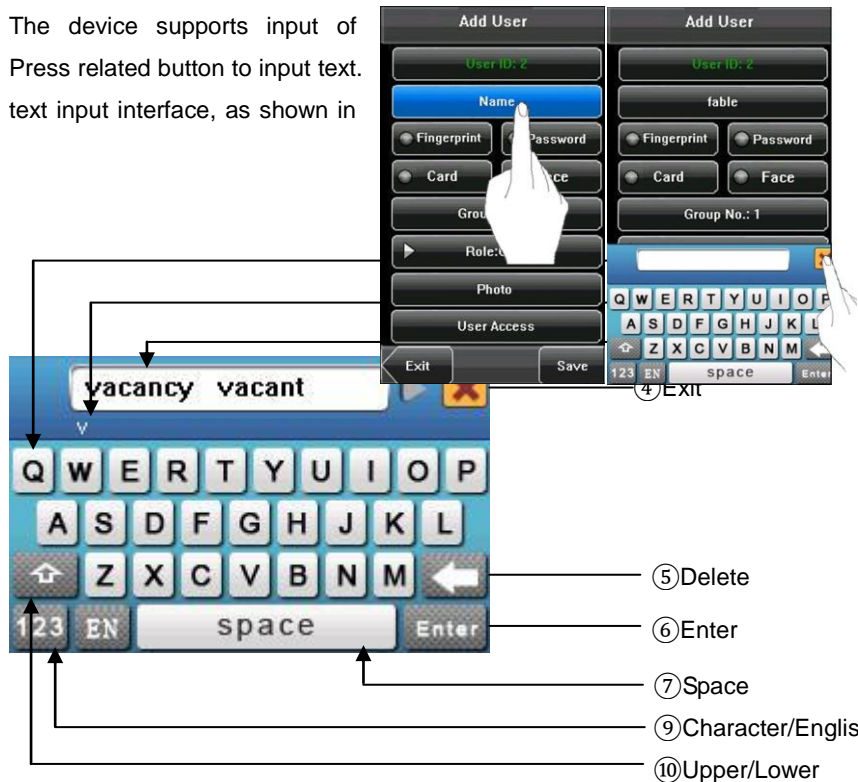 The device supports input of
Press related button to input text.
text input interface, as shown in
Add User
User ID: 2
Name
Fingerprint
Password
Card
Photo
User Access
Exit
Save
Add User
User ID: 2
fable
Fingerprint
Password
Card
Face
Group No.: 1
Q W E R T Y U I O P
A S D F G H J K L
Z X C V B N M
123 EN space Enter
vacancy vacant
v
Q W E R T Y U I O P
A S D F G H J K L
Z X C V B N M
123 EN space Enter
④Exit
⑤Delete
⑥Enter
⑦Space
⑨Character/Englis
⑩Upper/Lower